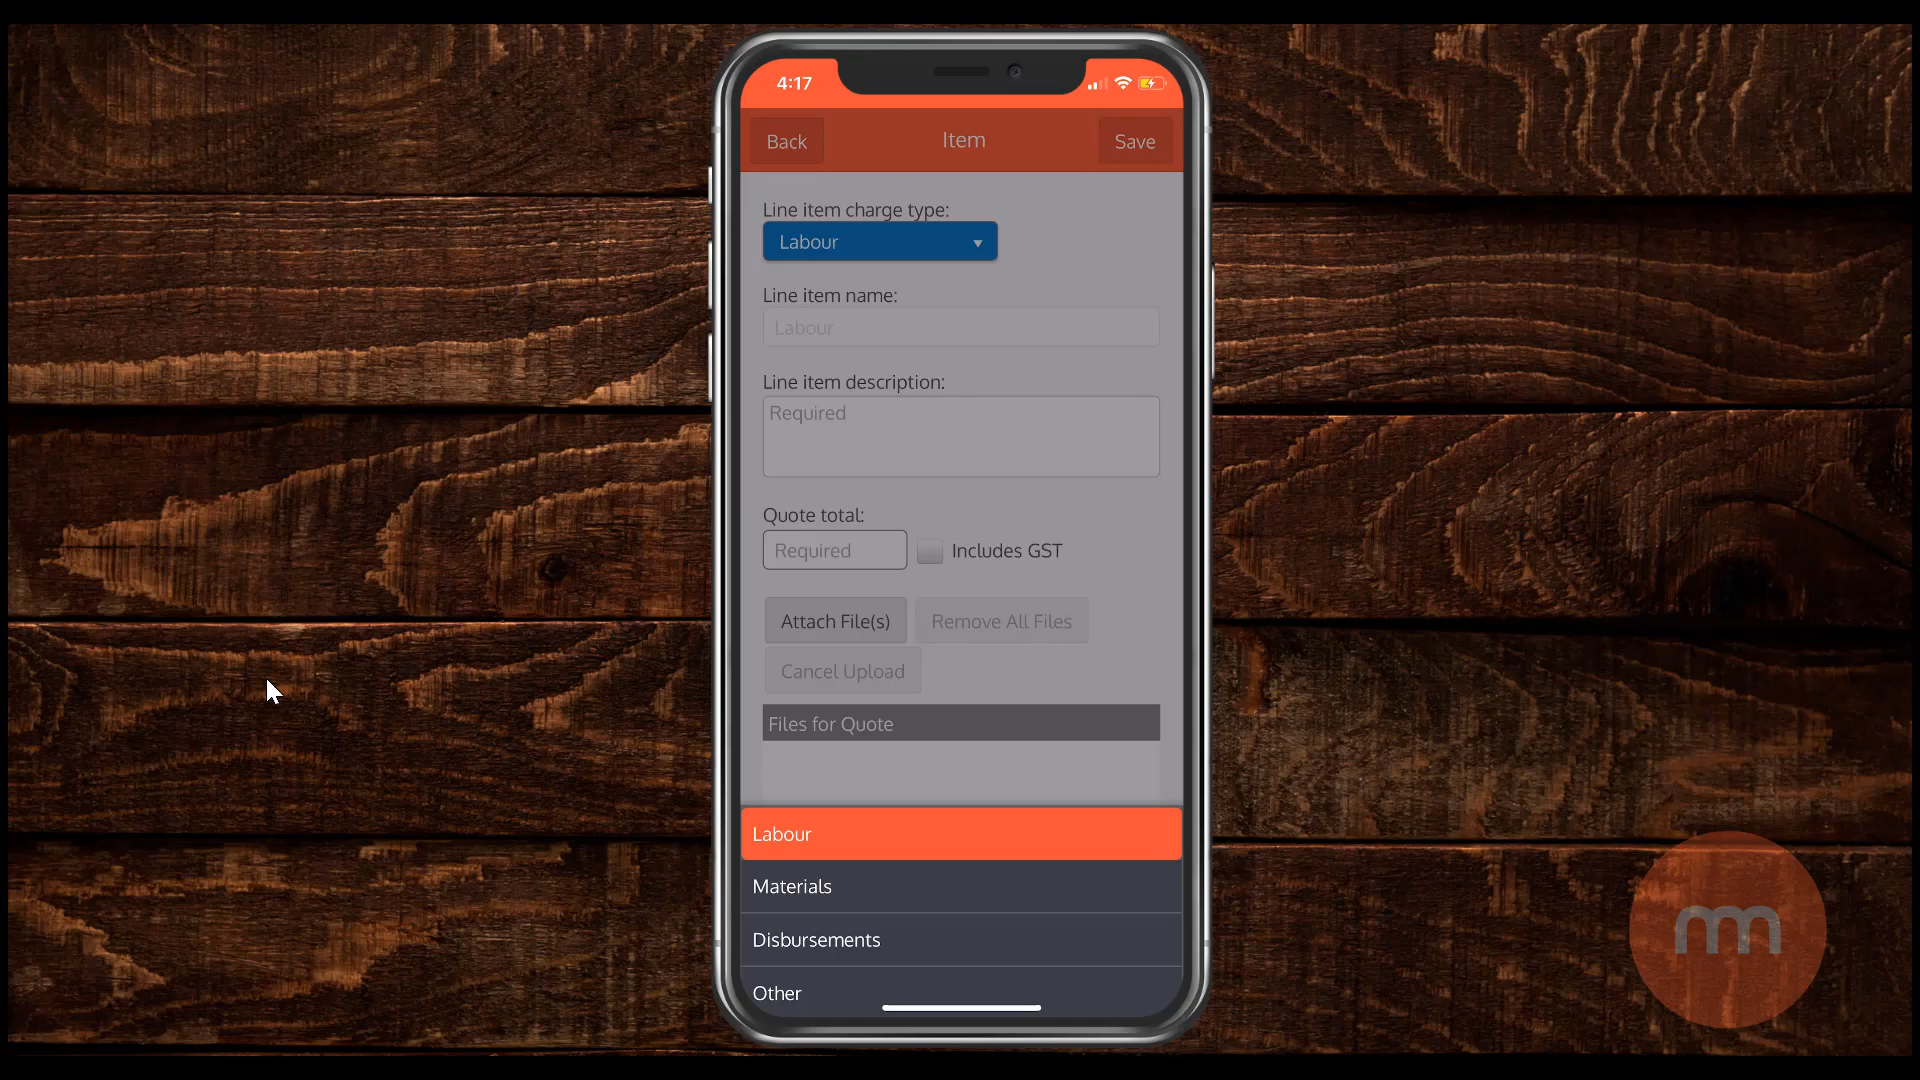 4:17
Back
Item
Save
Line item charge type:
Labour
Line item name:
Labour
Line item description:
Required
Quote total:
Required
Includes GST
Attach File(s)
Remove All Files
Cancel Upload
Files for Quote
Labour
Materials
Disbursements
Other